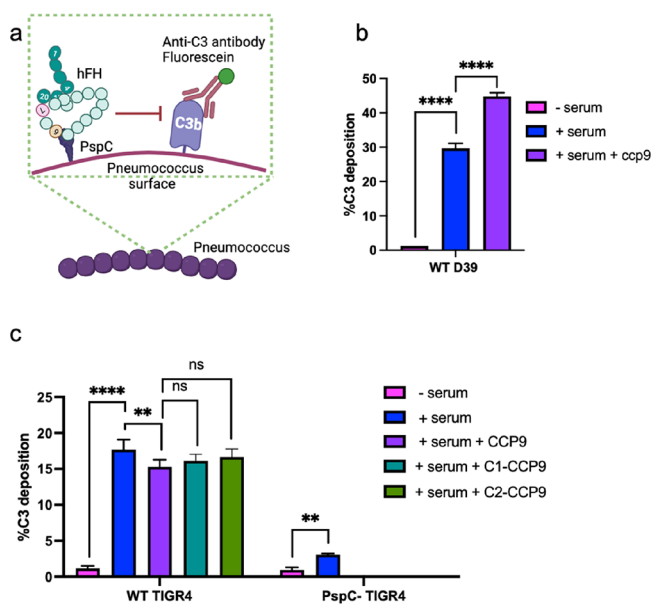 a
Anti-C3 antibody
Fluorescein
hFH
C3b
PspC
Pneumococcus
surface
Pneumococcus
b
****
****
%C3 deposition
50
40
30
20
10
0
WT D39
- serum
+ serum
+ serum + ccp9
c
ns
ns
****
**
**
%C3 deposition
25
20
15
10
5
0
WT TIGR4
PspC- TIGR4
- serum
+ serum
+ serum + CCP9
+ serum + C1-CCP9
+ serum + C2-CCP9